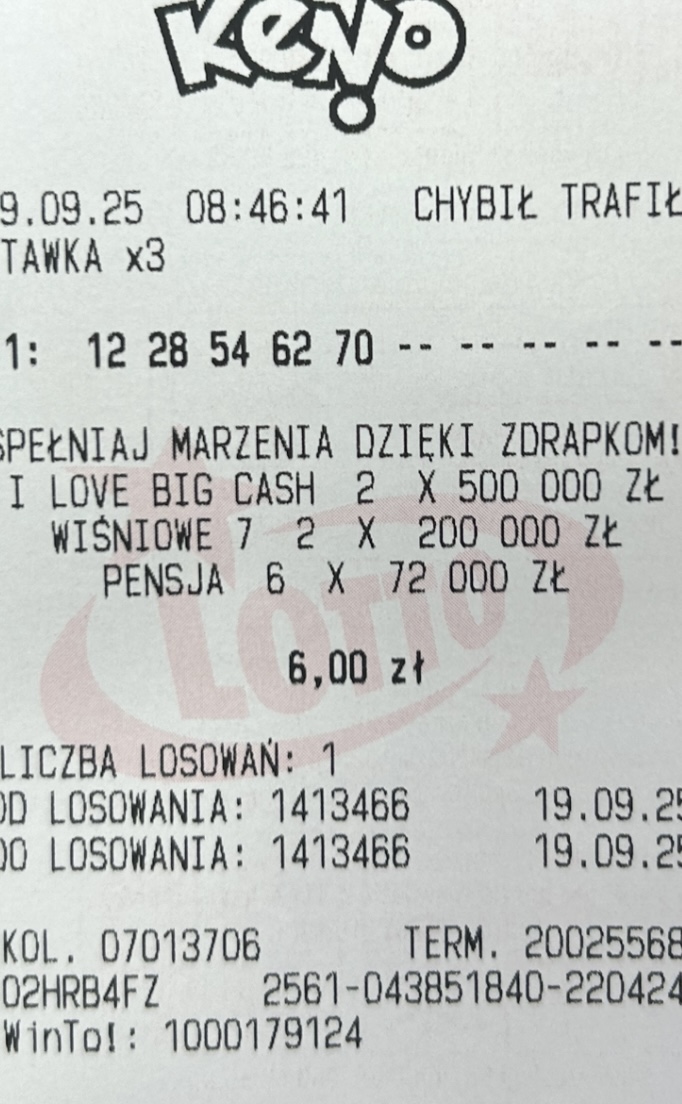 KENO
9.09.25 08:46:41 CHYBIŁ TRAFIŁ
TAWKA x3
1: 12 28 54 62 70 -- -- -- -- --
SPEŁNIAJ MARZENIA DZIĘKI ZDRAPKOM!
I LOVE BIG CASH 2 X 500 000 ZŁ
WIŚNIOWE 7 2 X 200 000 ZŁ
PENSJA 6 X 72 000 ZŁ
LOTTO
6,00 zł
LICZBA LOSOWAŃ: 1
OD LOSOWANIA: 1413466 19.09.25
DO LOSOWANIA: 1413466 19.09.25
KOL. 07013706 TERM. 20025568
02HRB4FZ 2561-043851840-220424
WinTo!: 1000179124